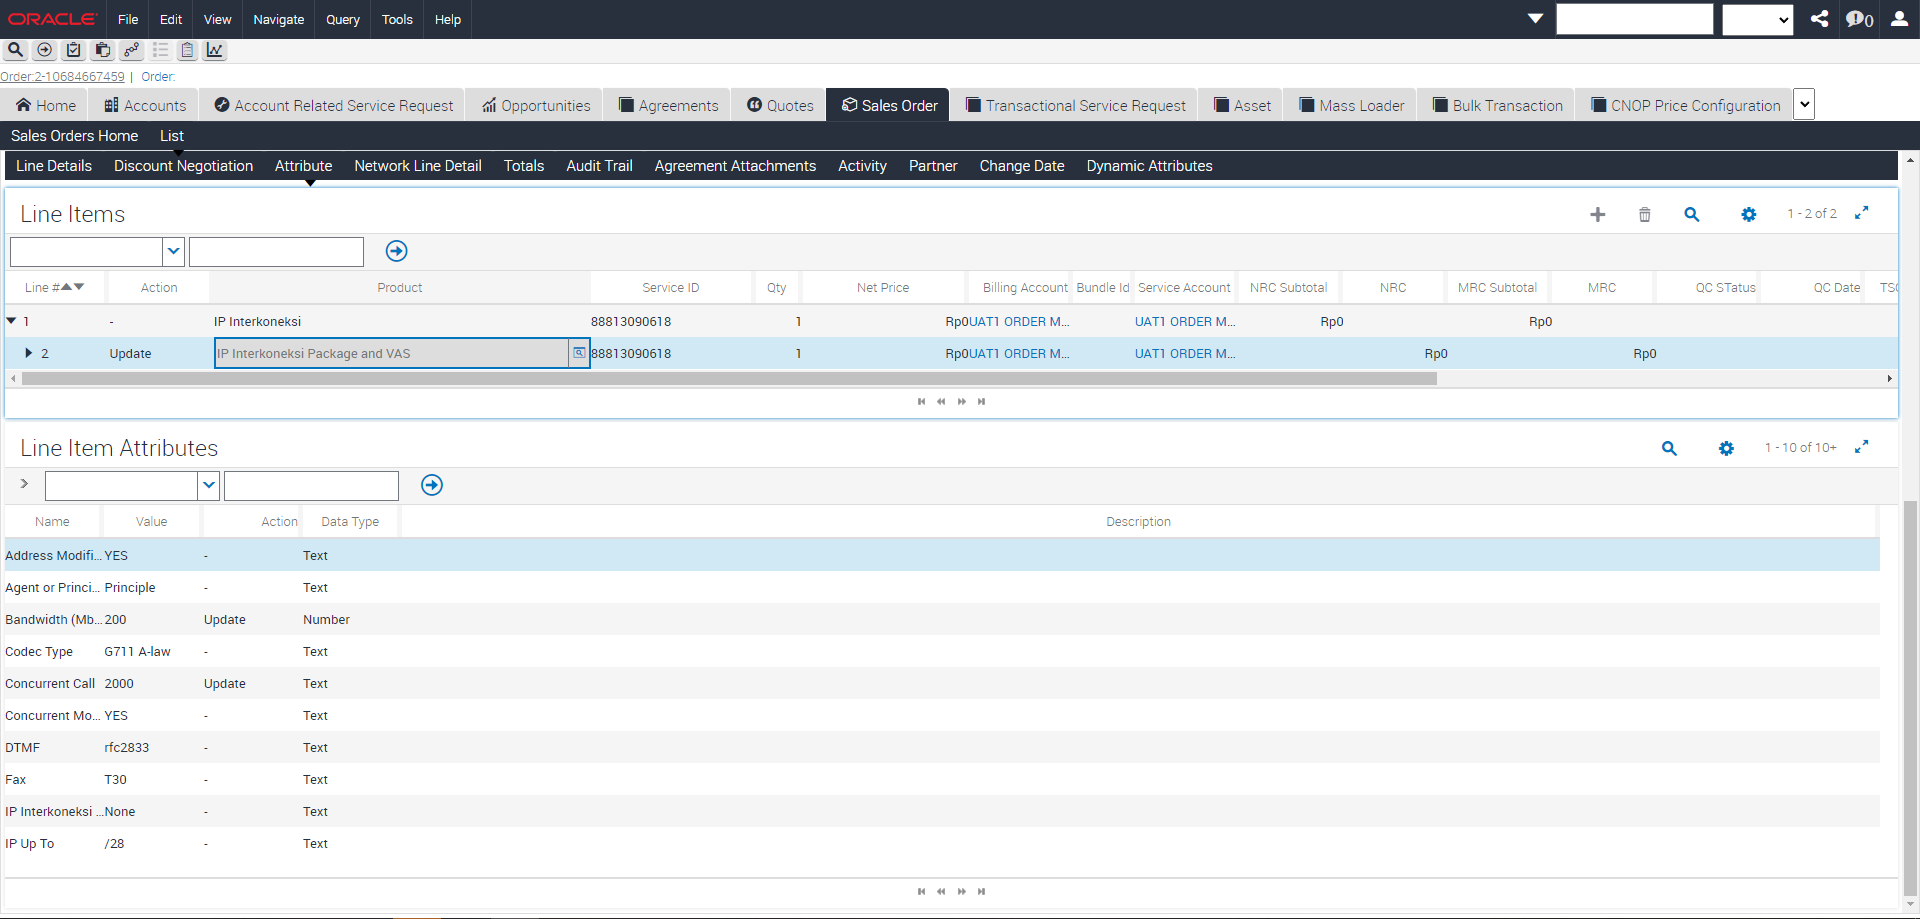 ORACLE File Edit View Navigate Query Tools Help 0
Order:2-10684667459 | Order:
Home Accounts Account Related Service Request Opportunities Agreements Quotes Sales Order Transactional Service Request Asset Mass Loader Bulk Transaction CNOP Price Configuration
Sales Orders Home List
Line Details Discount Negotiation Attribute Network Line Detail Totals Audit Trail Agreement Attachments Activity Partner Change Date Dynamic Attributes
Line Items 1 - 2 of 2
Line # Action Product Service ID Qty Net Price Billing Account Bundle Id Service Account NRC Subtotal NRC MRC Subtotal MRC QC STatus QC Date TSC
1 - IP Interkoneksi 88813090618 1 Rp0 UAT1 ORDER M... UAT1 ORDER M... Rp0 Rp0
2 Update IP Interkoneksi Package and VAS 88813090618 1 Rp0 UAT1 ORDER M... UAT1 ORDER M... Rp0 Rp0
Line Item Attributes 1 - 10 of 10+
Name Value Action Data Type Description
Address Modifi... YES - Text
Agent or Princi... Principle - Text
Bandwidth (Mb... 200 Update Number
Codec Type G711 A-law - Text
Concurrent Call 2000 Update Text
Concurrent Mo... YES - Text
DTMF rfc2833 - Text
Fax T30 - Text
IP Interkoneksi ... None - Text
IP Up To /28 - Text